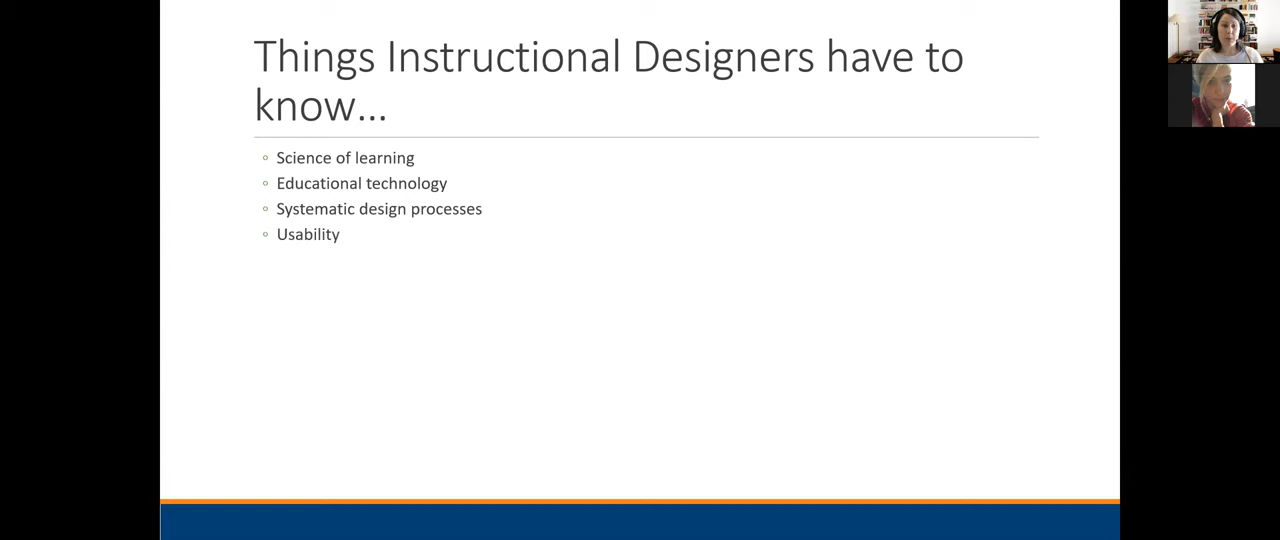 Things Instructional Designers have to
know...
Science of learning
Educational technology
Systematic design processes
Usability